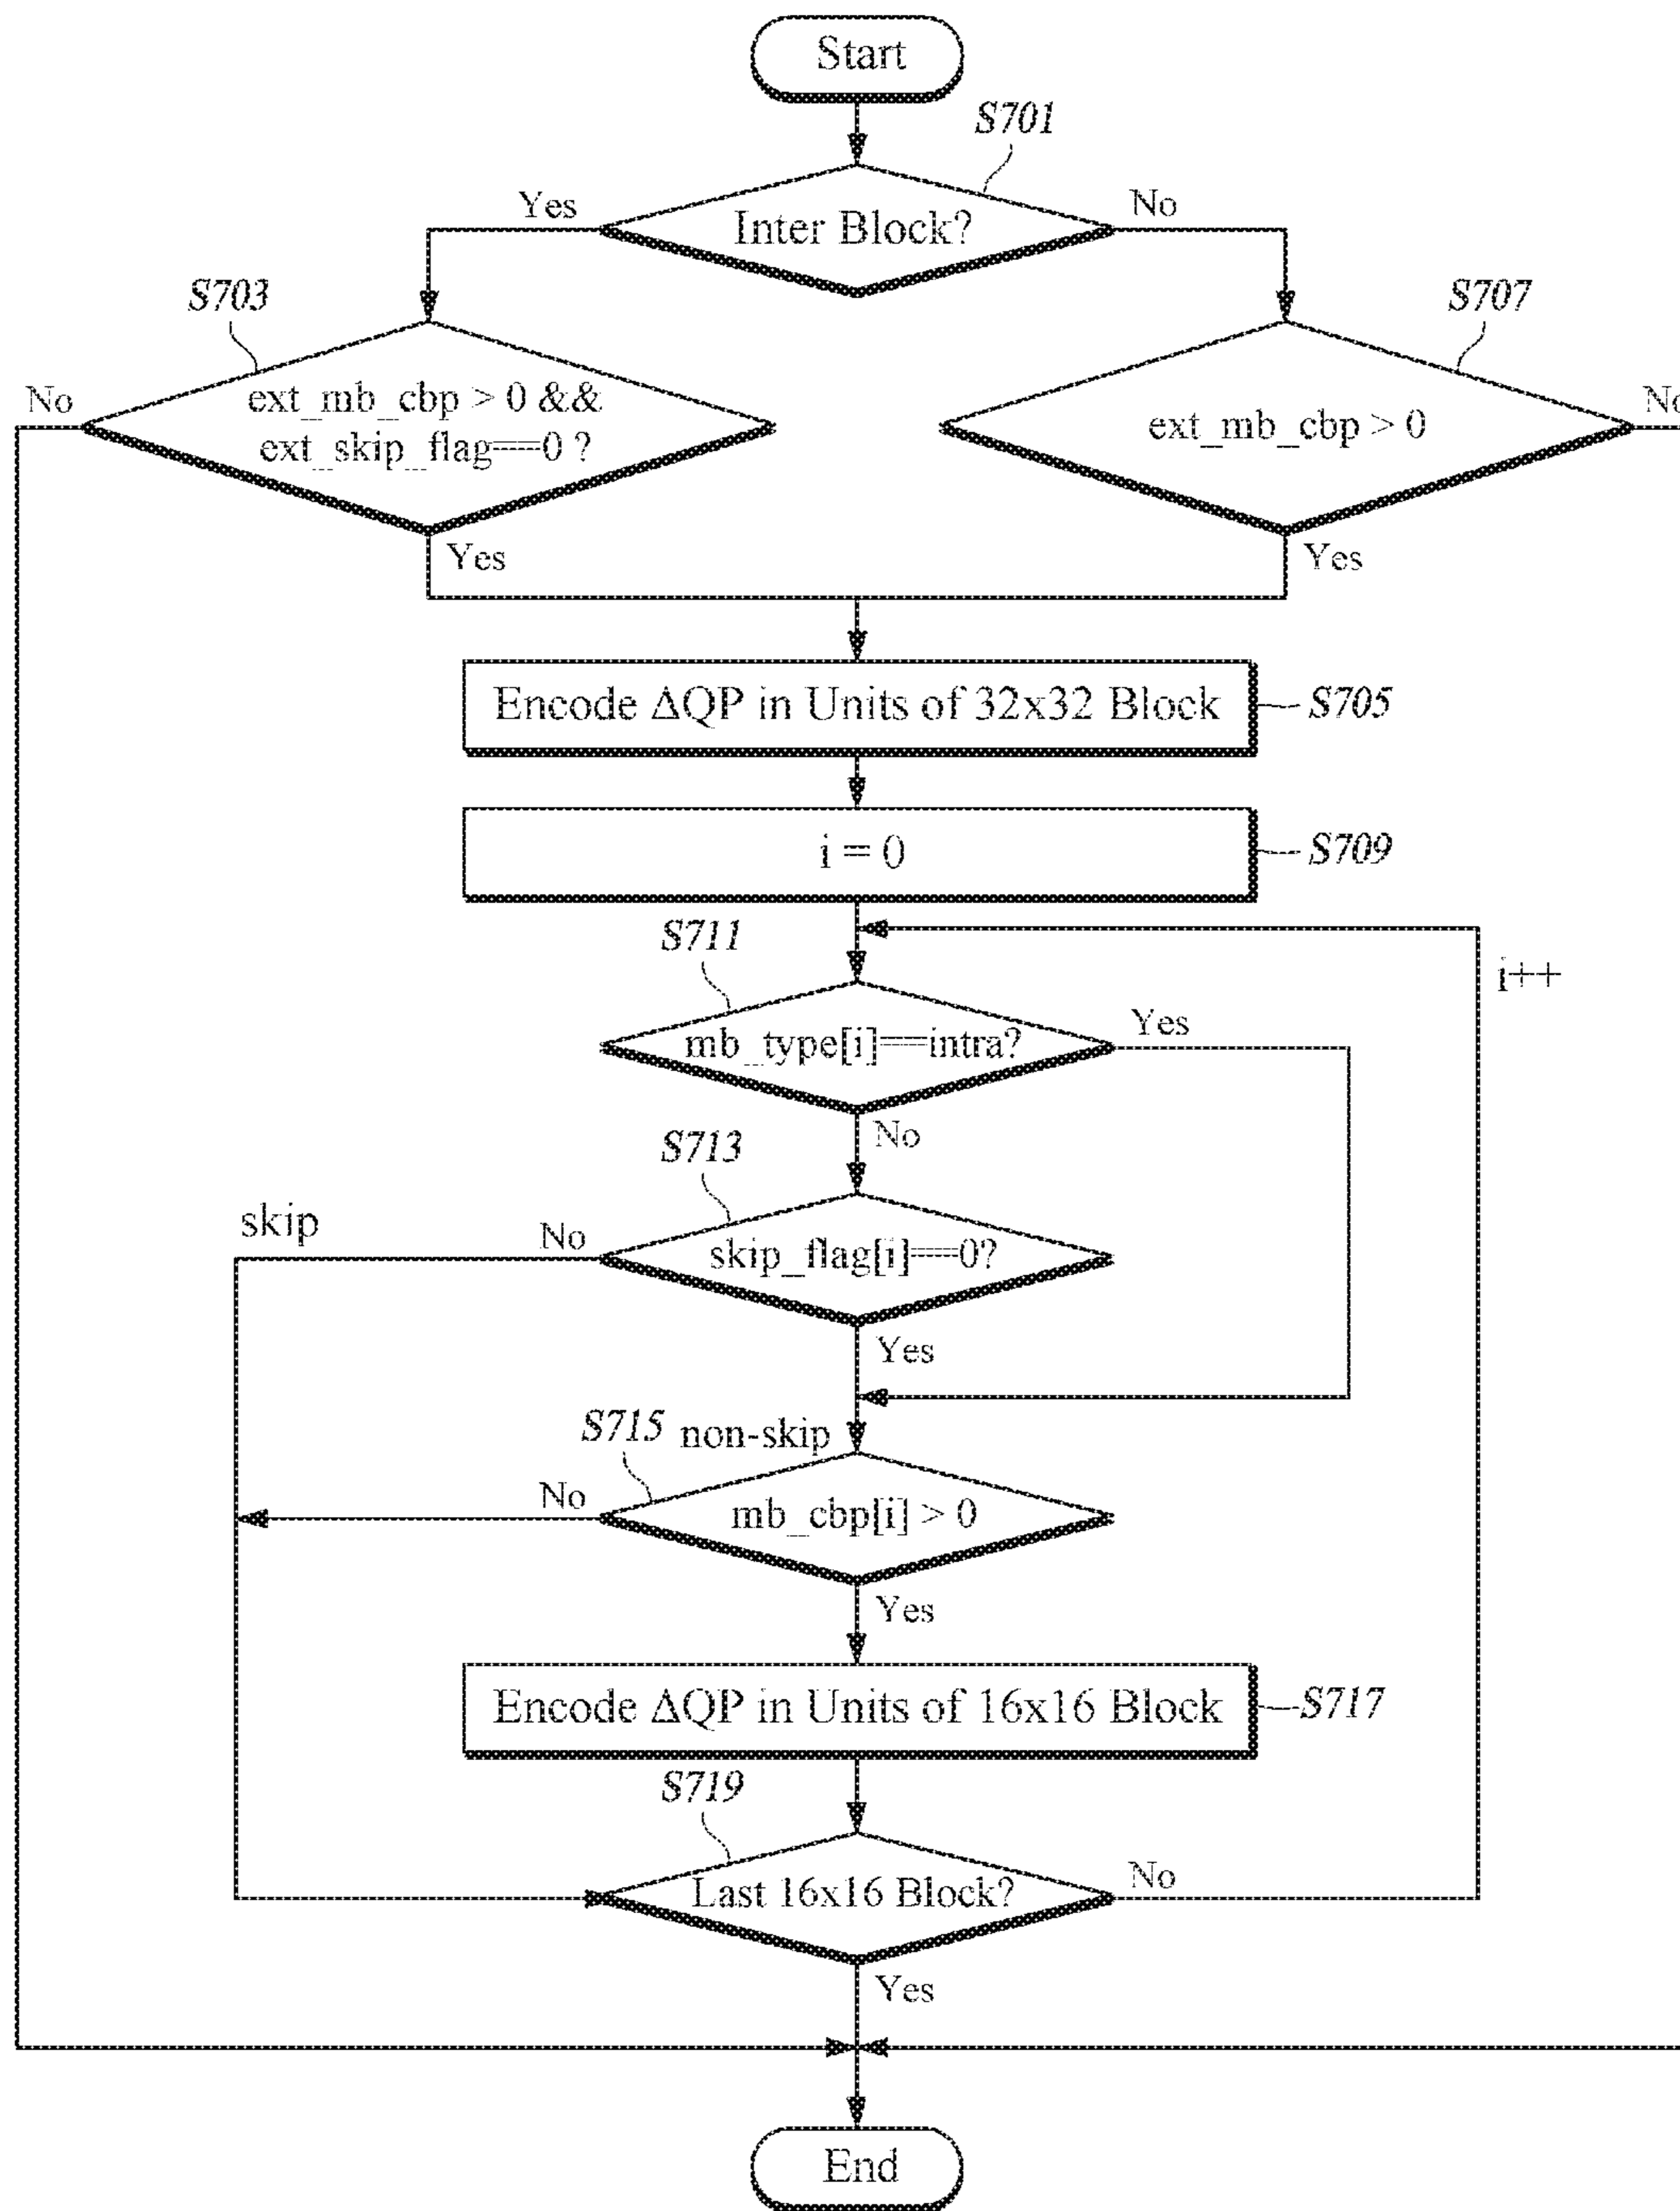 Start
S701
Yes
No
Inter Block?
S703
S707
No
ext_mb_cbp > 0 &&
ext_skip_flag==0 ?
ext_mb_cbp > 0
No
Yes
Yes
Encode ΔQP in Units of 32x32 Block
S705
i = 0
S709
S711
i++
mb_type[i]==intra?
Yes
No
S713
skip
No
skip_flag[i]==0?
Yes
S715
non-skip
No
mb_cbp[i] > 0
Yes
Encode ΔQP in Units of 16x16 Block
S717
S719
Last 16x16 Block?
No
Yes
End